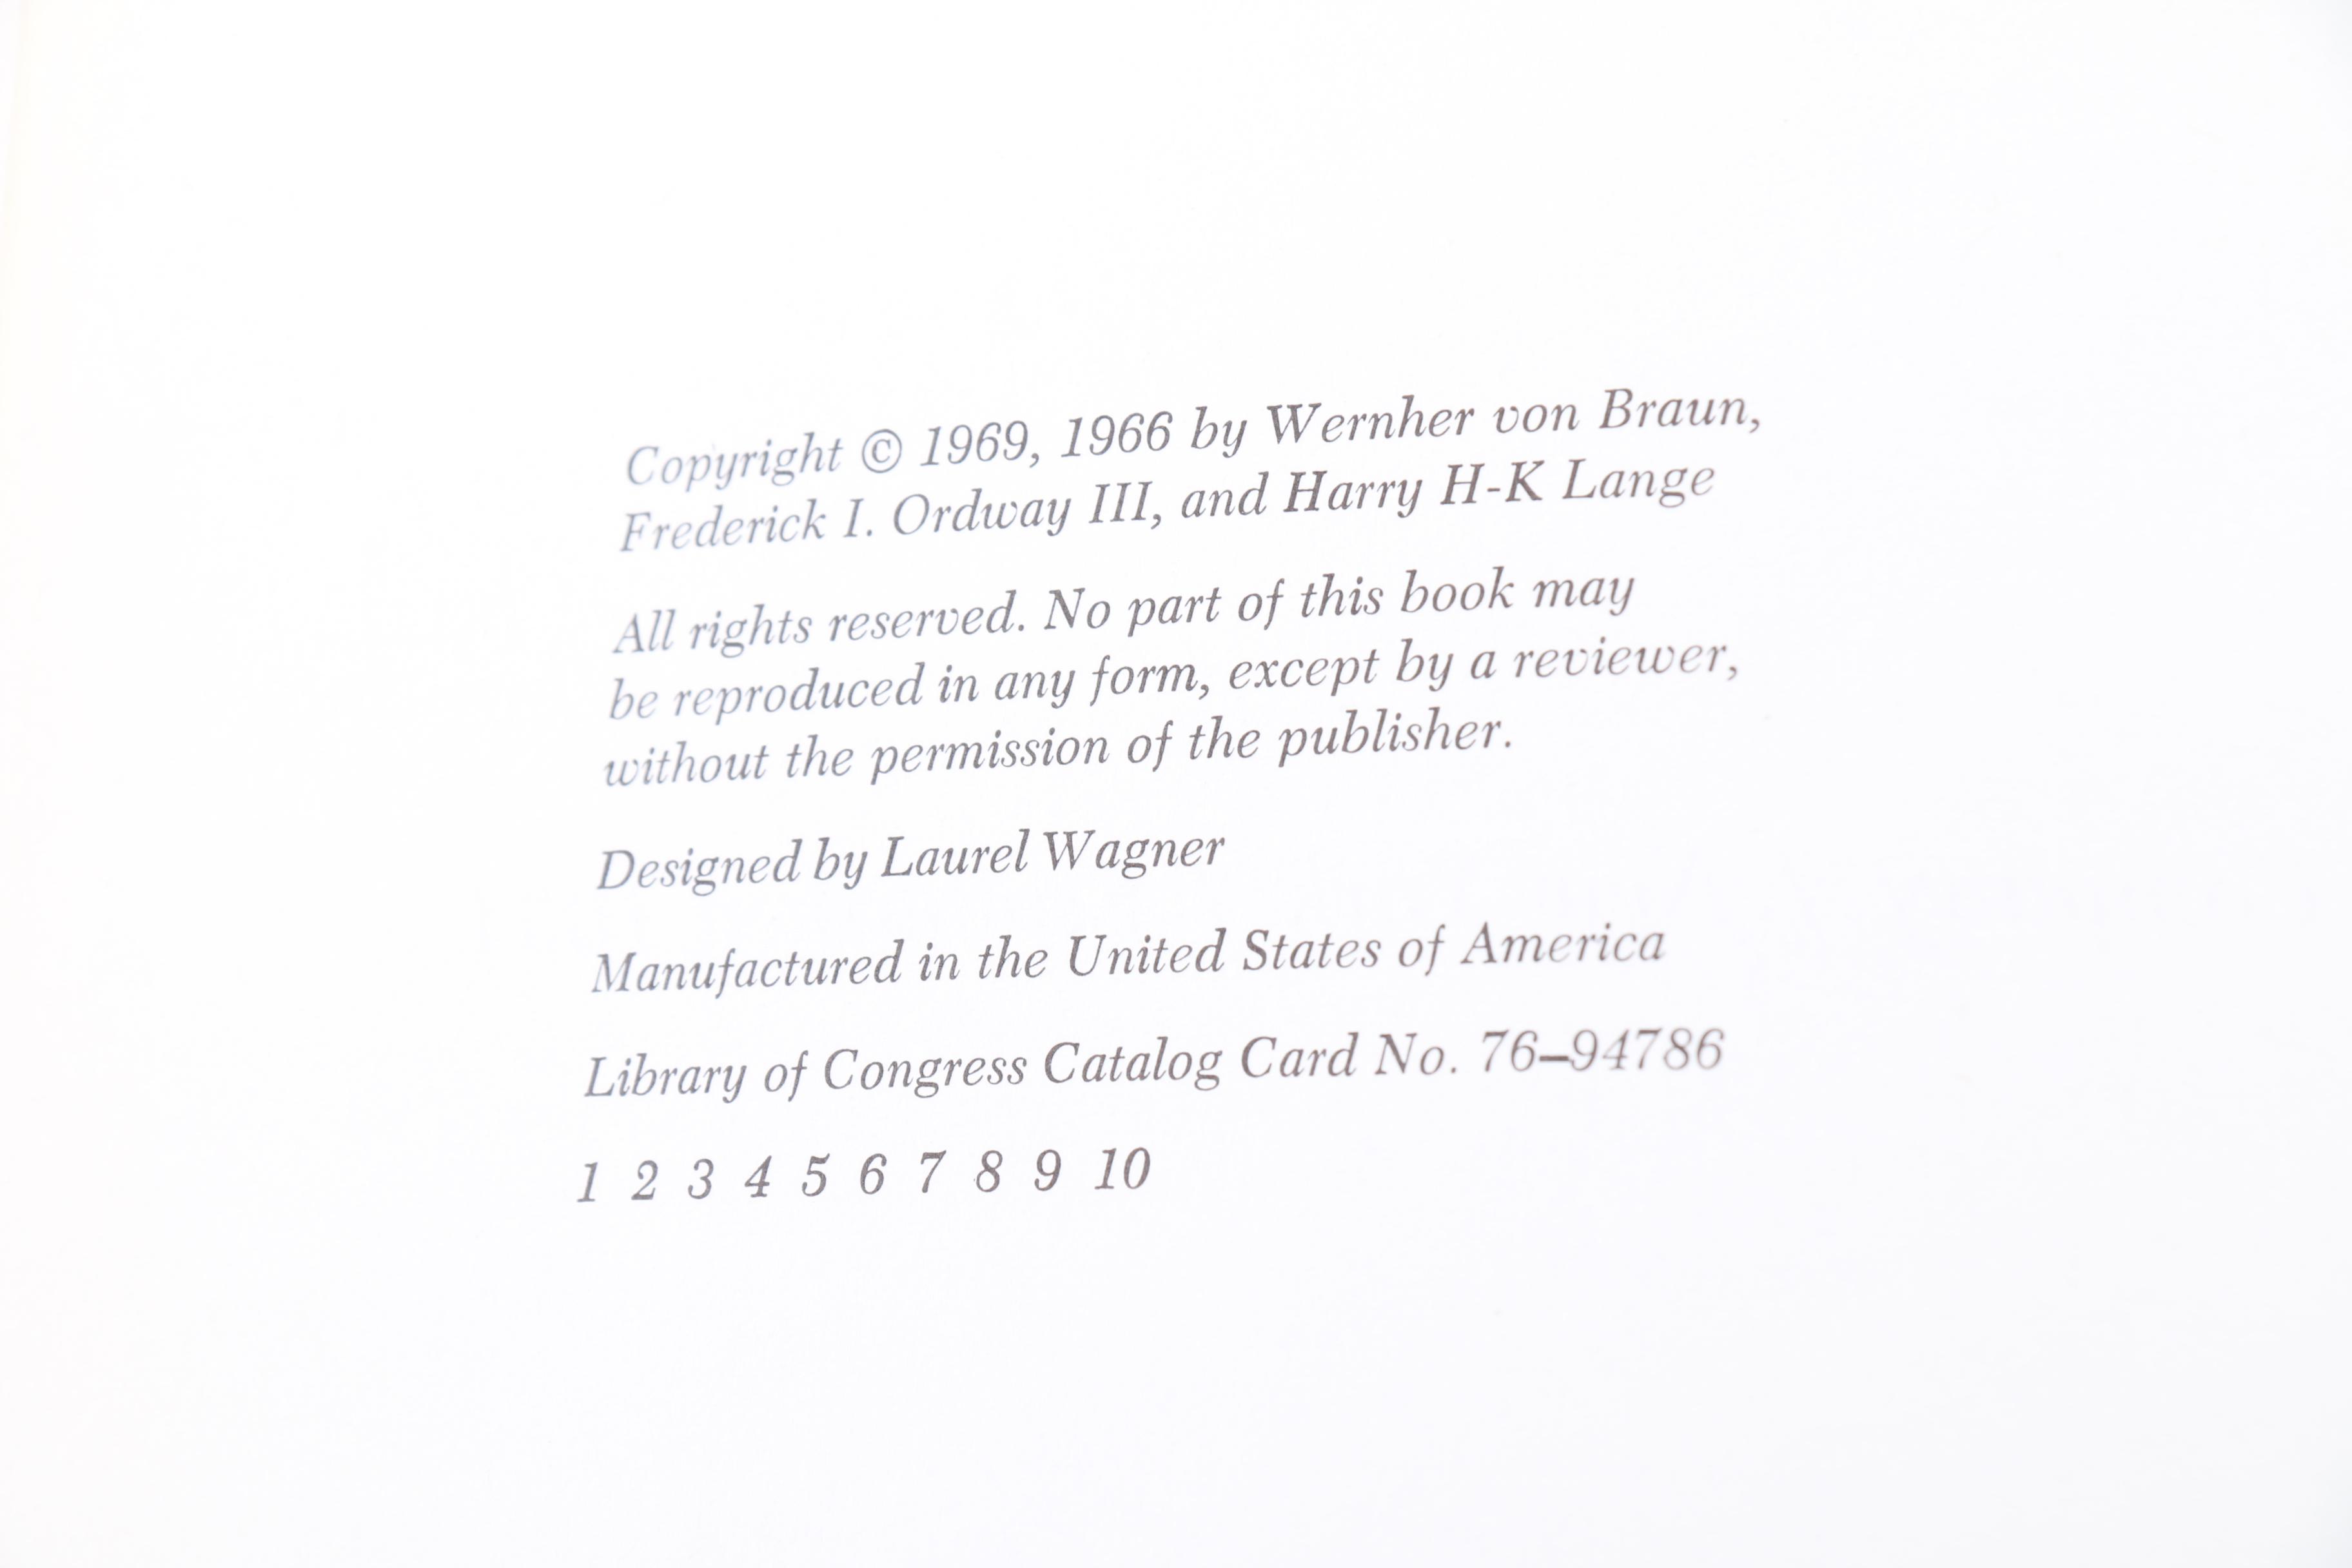 Copyright © 1969, 1966 by Wernher von Braun,
Frederick I. Ordway III, and Harry H-K Lange
All rights reserved. No part of this book may
be reproduced in any form, except by a reviewer,
without the permission of the publisher.
Designed by Laurel Wagner
Manufactured in the United States of America
Library of Congress Catalog Card No. 76–94786
1 2 3 4 5 6 7 8 9 10